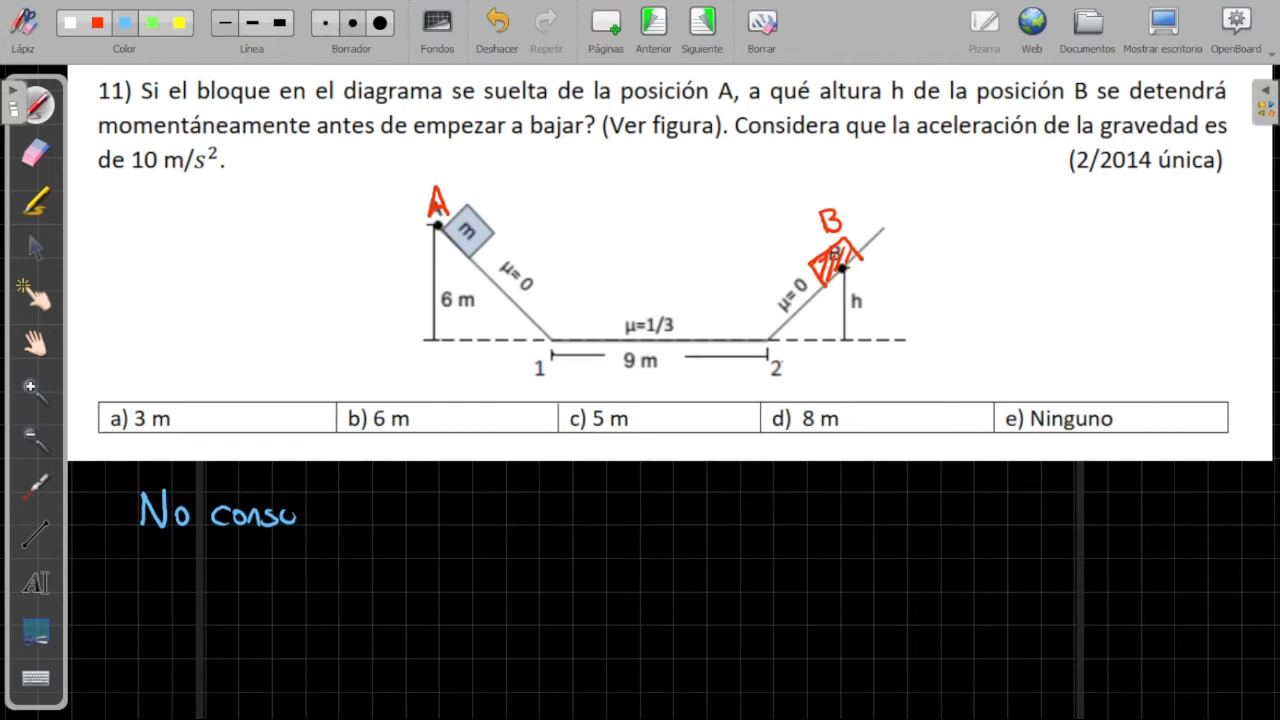 Lápiz Color Línea Borrador Fondos Deshacer Repetir Páginas Anterior Siguiente Borrar Pizarra Web Documentos Mostrar escritorio OpenBoard
11) Si el bloque en el diagrama se suelta de la posición A, a qué altura h de la posición B se detendrá
momentáneamente antes de empezar a bajar? (Ver figura). Considera que la aceleración de la gravedad es
de 10 m/s². (2/2014 única)
A
B
m
μ=0
μ=0
6 m
h
μ=1/3
9 m
1
2
a) 3 m b) 6 m c) 5 m d) 8 m e) Ninguno
No consu
AI